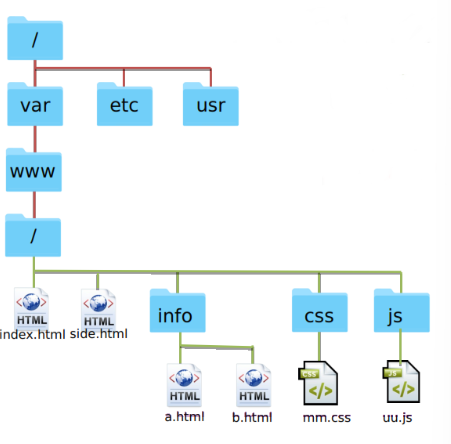 /
var etc usr
www
/
<> HTML <> HTML info css js
index.html side.html
<> HTML <> HTML CSS </> JS </>
a.html b.html mm.css uu.js